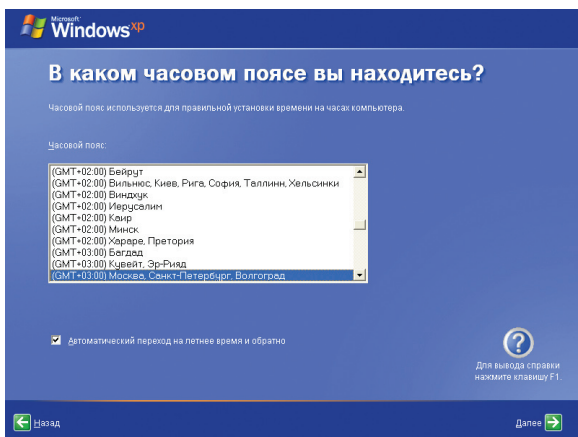 Microsoft
Windows xp
В каком часовом поясе вы находитесь?
Часовой пояс используется для правильной установки времени на часах компьютера.
Часовой пояс:
(GMT+02:00) Бейрут
(GMT+02:00) Вильнюс, Киев, Рига, София, Таллинн, Хельсинки
(GMT+02:00) Виндхук
(GMT+02:00) Иерусалим
(GMT+02:00) Каир
(GMT+02:00) Минск
(GMT+02:00) Хараре, Претория
(GMT+03:00) Багдад
(GMT+03:00) Кувейт, Эр-Рияд
(GMT+03:00) Москва, Санкт-Петербург, Волгоград
Автоматический переход на летнее время и обратно
?
Для вывода справки
нажмите клавишу F1.
Назад
Далее